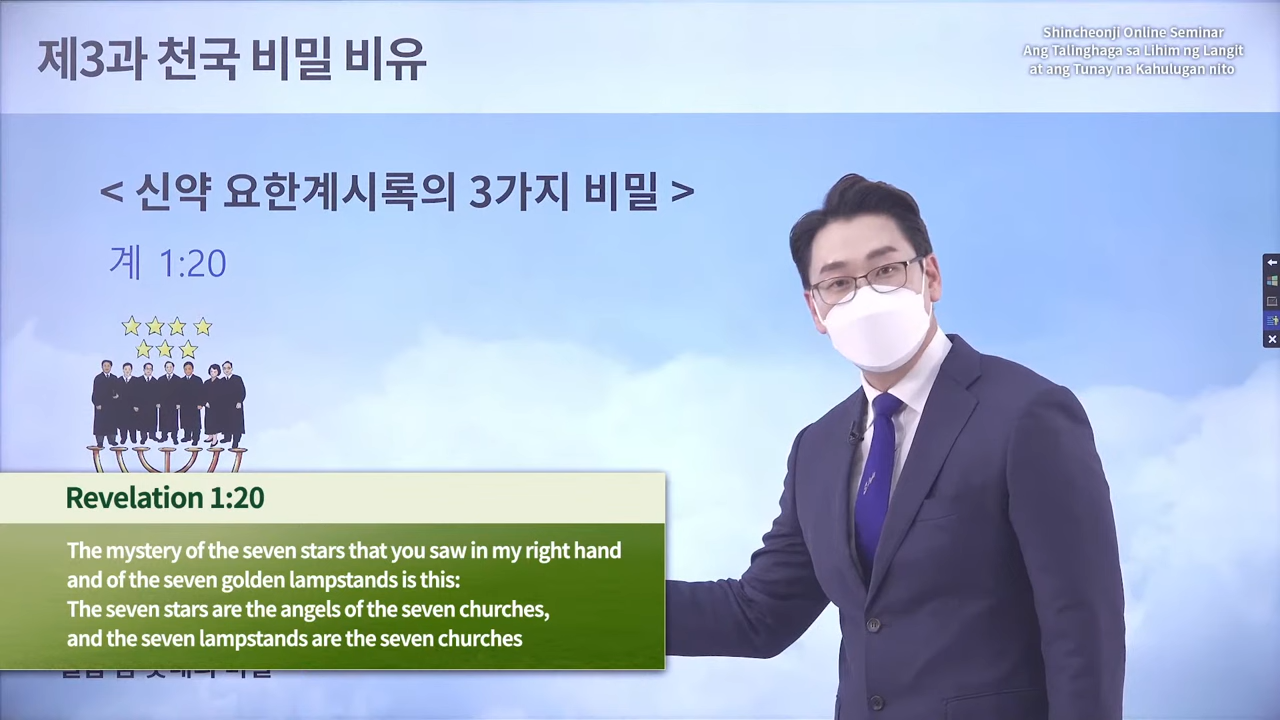 제3과 천국 비밀 비유
Shincheonji Online Seminar
Ang Talinghaga sa Lihim ng Langit
at ang Tunay na Kahulugan nito
< 신약 요한계시록의 3가지 비밀 >
계 1:20
Revelation 1:20
The mystery of the seven stars that you saw in my right hand
and of the seven golden lampstands is this:
The seven stars are the angels of the seven churches,
and the seven lampstands are the seven churches